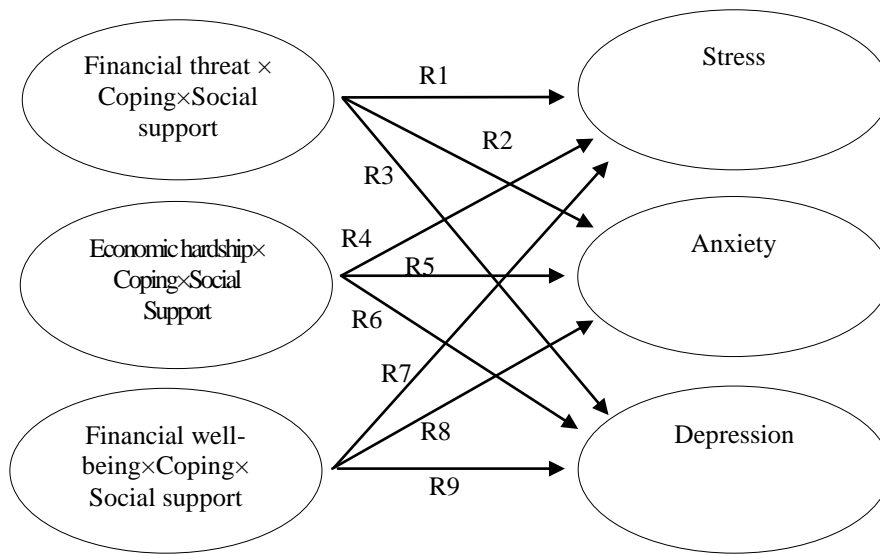 Financial threat ×
Coping×Social
support
Stress
R1
R2
R3
Economic hardship×
Coping×Social
Support
Anxiety
R4
R5
R6
Financial well-
being×Coping×
Social support
Depression
R7
R8
R9